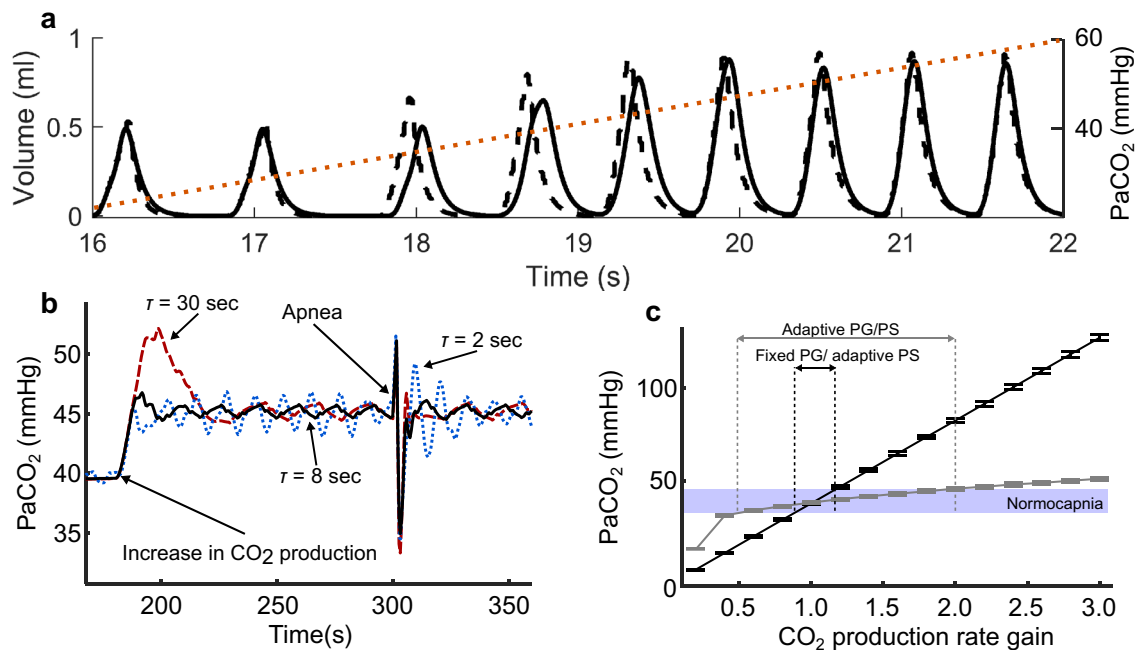 a
Volume (ml)
1
0.5
0
16 17 18 19 20 21 22
Time (s)
60
40
PaCO₂ (mmHg)
b
τ = 30 sec
Apnea
τ = 2 sec
τ = 8 sec
Increase in CO₂ production
PaCO₂ (mmHg)
50
45
40
35
200 250 300 350
Time(s)
c
Adaptive PG/PS
Fixed PG/ adaptive PS
Normocapnia
PaCO₂ (mmHg)
100
50
0
0.5 1.0 1.5 2.0 2.5 3.0
CO₂ production rate gain